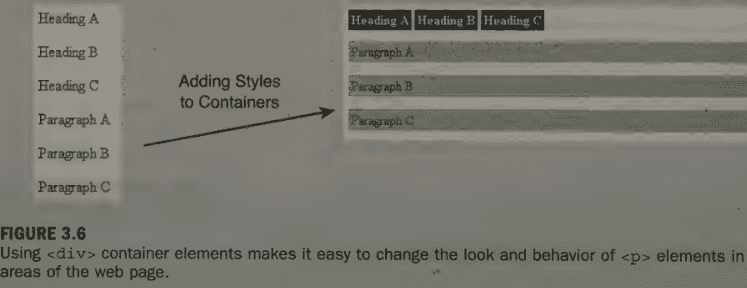 Heading A
Heading B
Heading C
Paragraph A
Paragraph B
Paragraph C
Adding Styles
to Containers
Heading A Heading B Heading C
Paragraph A
Paragraph B
Paragraph C
FIGURE 3.6
Using <div> container elements makes it easy to change the look and behavior of <p> elements in
areas of the web page.